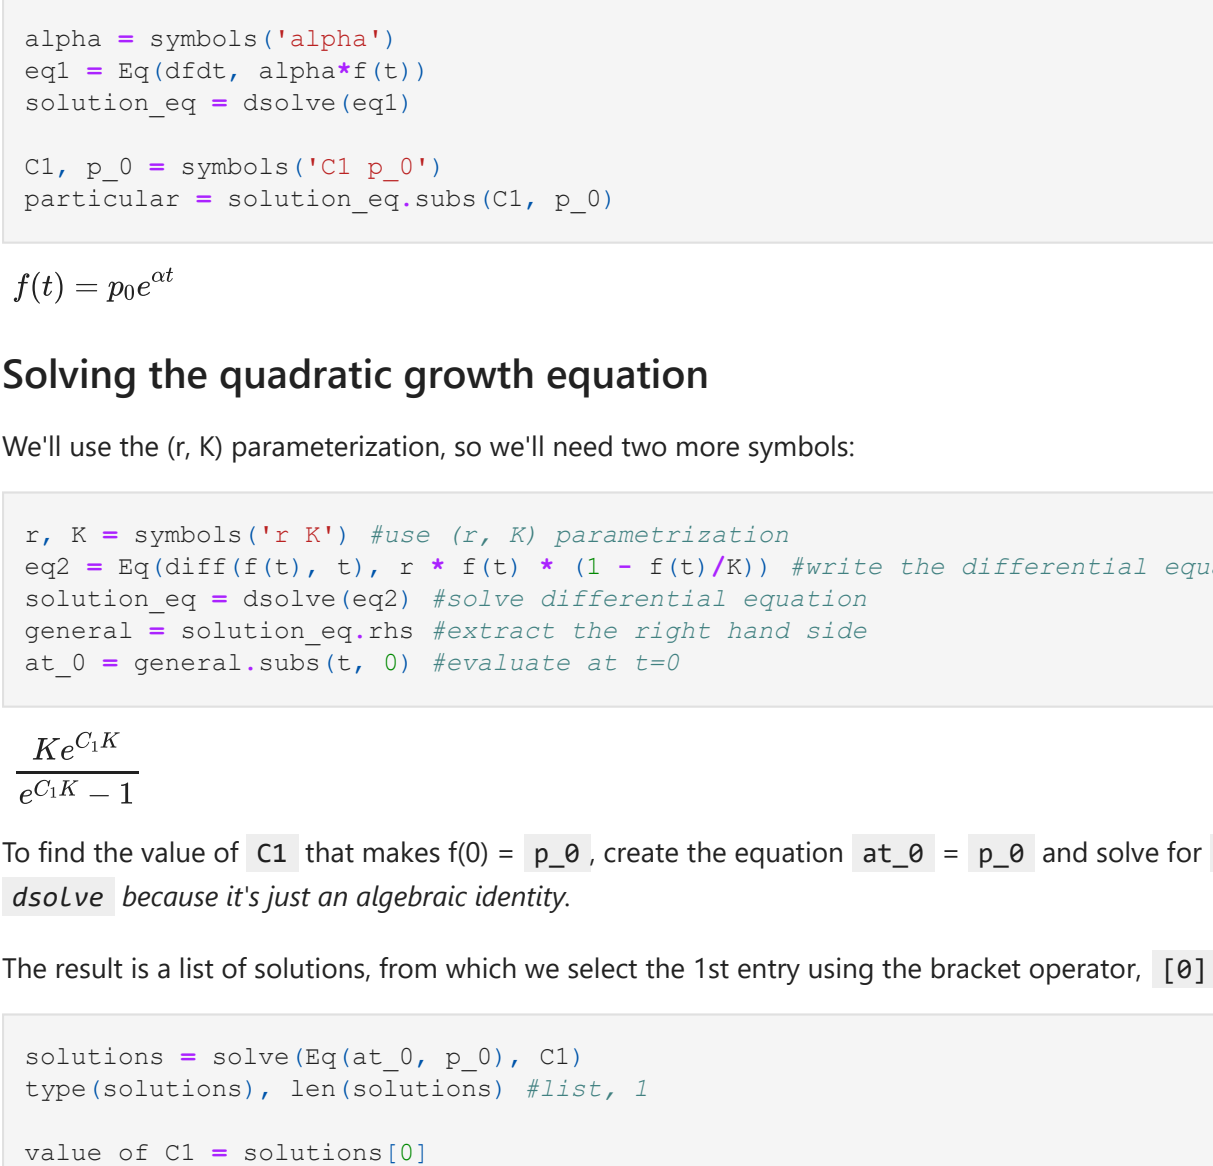 alpha = symbols('alpha')
eq1 = Eq(dfdt, alpha*f(t))
solution_eq = dsolve(eq1)
C1, p_0 = symbols('C1 p_0')
particular = solution_eq.subs(C1, p_0)
f(t) = p₀e^{αt}
Solving the quadratic growth equation
We'll use the (r, K) parameterization, so we'll need two more symbols:
r, K = symbols('r K') #use (r, K) parametrization
eq2 = Eq(diff(f(t), t), r * f(t) * (1 - f(t)/K)) #write the differential equ
solution_eq = dsolve(eq2) #solve differential equation
general = solution_eq.rhs #extract the right hand side
at_0 = general.subs(t, 0) #evaluate at t=0
Ke^{C₁K}
e^{C₁K} − 1
To find the value of C1 that makes f(0) = p_0 , create the equation at_0 = p_0 and solve for
dsolve because it's just an algebraic identity.
The result is a list of solutions, from which we select the 1st entry using the bracket operator, [0]
solutions = solve(Eq(at_0, p_0), C1)
type(solutions), len(solutions) #list, 1
value of C1 = solutions[0]